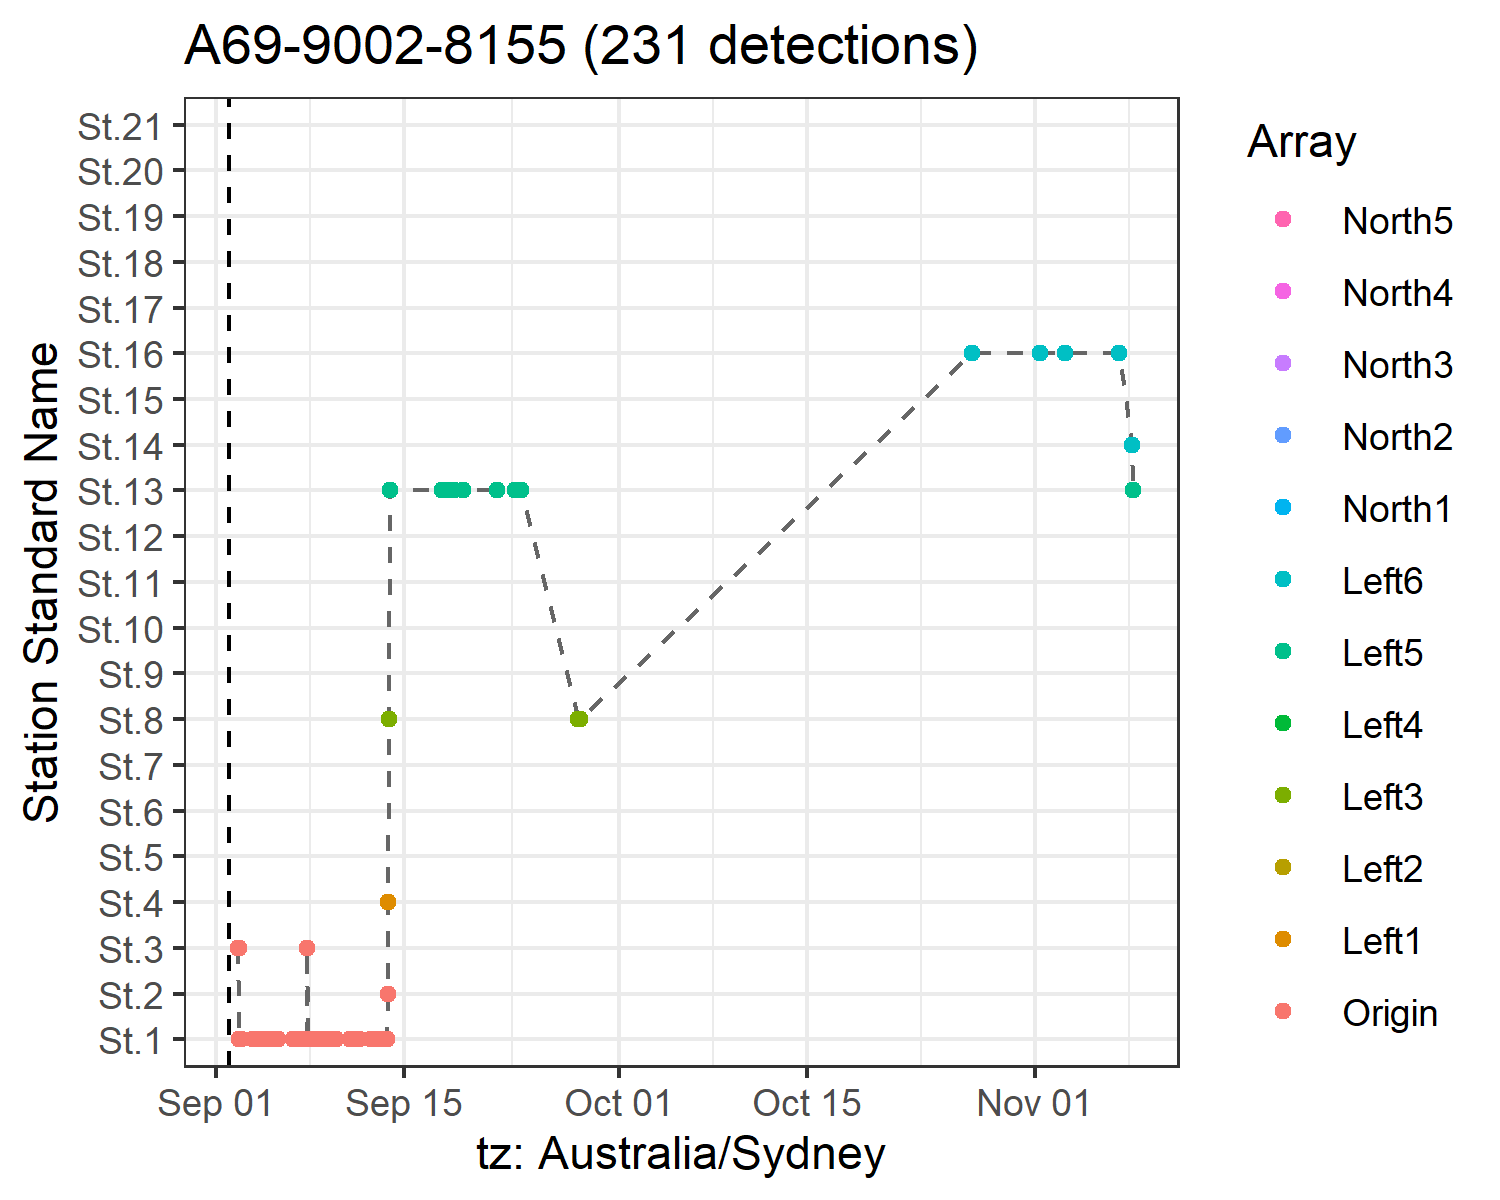 A69-9002-8155 (231 detections)
Station Standard Name
St.21
St.20
St.19
St.18
St.17
St.16
St.15
St.14
St.13
St.12
St.11
St.10
St.9
St.8
St.7
St.6
St.5
St.4
St.3
St.2
St.1
Sep 01
Sep 15
Oct 01
Oct 15
Nov 01
tz: Australia/Sydney
Array
North5
North4
North3
North2
North1
Left6
Left5
Left4
Left3
Left2
Left1
Origin